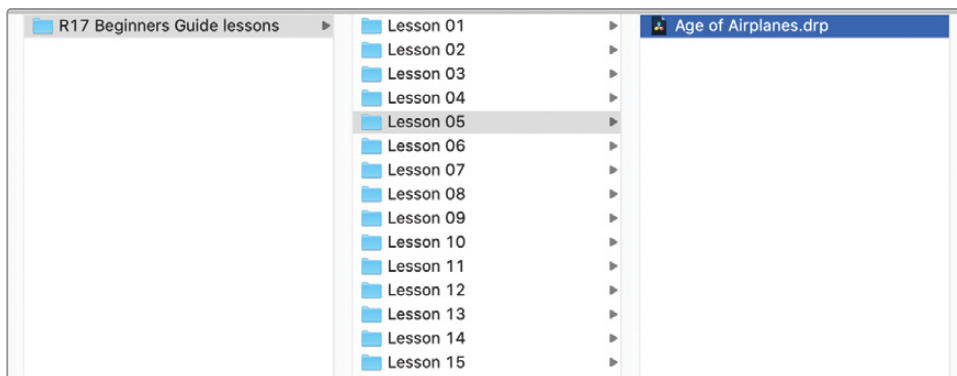 R17 Beginners Guide lessons
Lesson 01
Lesson 02
Lesson 03
Lesson 04
Lesson 05
Lesson 06
Lesson 07
Lesson 08
Lesson 09
Lesson 10
Lesson 11
Lesson 12
Lesson 13
Lesson 14
Lesson 15
Age of Airplanes.drp